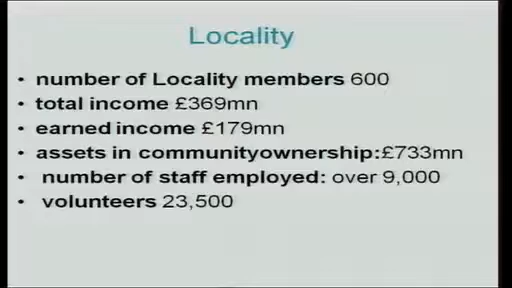 Locality
• number of Locality members 600
• total income £369mn
• earned income £179mn
• assets in communityownership:£733mn
• number of staff employed: over 9,000
• volunteers 23,500